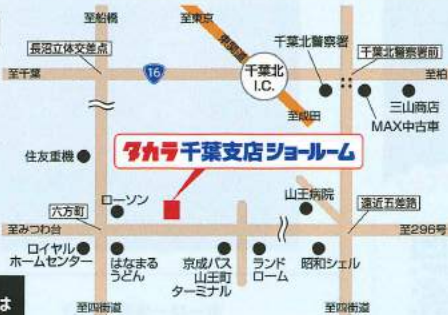 至船橋
至東京
長沼立体交差点
東関道
千葉北
I.C.
千葉北警察署
千葉北警察署前
16
至千葉
至柏
三山商店
MAX中古車
至成田
住友重機
タカラ千葉支店ショールーム
六方町
ローソン
山王病院
遠近五差路
至みつわ台
至296号
ロイヤル
ホームセンター
はなまる
うどん
京成バス
山王町
ターミナル
ランド
ローム
昭和シェル
は
至四街道
至四街道